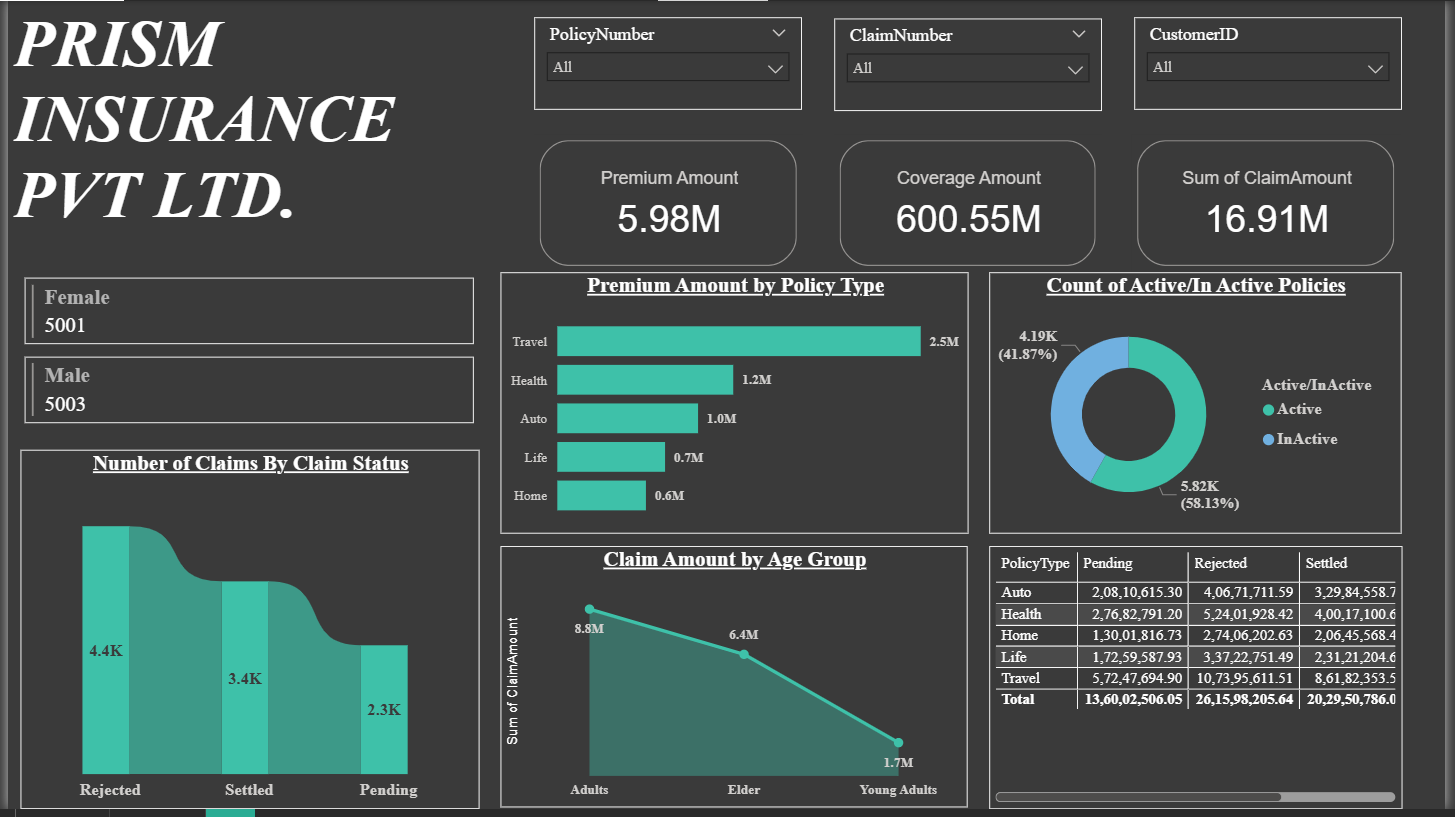 PRISM
INSURANCE
PVT LTD.
PolicyNumber
All
ClaimNumber
All
CustomerID
All
Premium Amount
5.98M
Coverage Amount
600.55M
Sum of ClaimAmount
16.91M
Female
5001
Male
5003
Number of Claims By Claim Status
4.4K
3.4K
2.3K
Rejected Settled Pending
Premium Amount by Policy Type
Travel 2.5M
Health 1.2M
Auto 1.0M
Life 0.7M
Home 0.6M
Count of Active/In Active Policies
4.19K
(41.87%)
Active/InActive
Active
InActive
5.82K
(58.13%)
Claim Amount by Age Group
Sum of ClaimAmount
8.8M
6.4M
1.7M
Adults Elder Young Adults
PolicyType Pending Rejected Settled
Auto 2,08,10,615.30 4,06,71,711.59 3,29,84,558.7
Health 2,76,82,791.20 5,24,01,928.42 4,00,17,100.6
Home 1,30,01,816.73 2,74,06,202.63 2,06,45,568.4
Life 1,72,59,587.93 3,37,22,751.49 2,31,21,204.6
Travel 5,72,47,694.90 10,73,95,611.51 8,61,82,353.5
Total 13,60,02,506.05 26,15,98,205.64 20,29,50,786.0